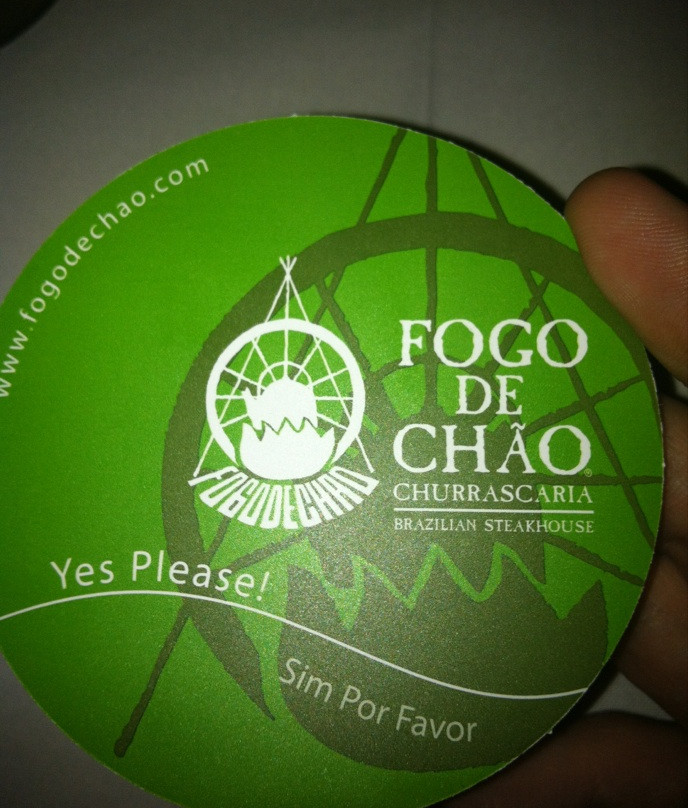 www.fogodechao.com
FOGO
DE
CHÃO®
CHURRASCARIA
BRAZILIAN STEAKHOUSE
FOGODECHAO
Yes Please!
Sim Por Favor